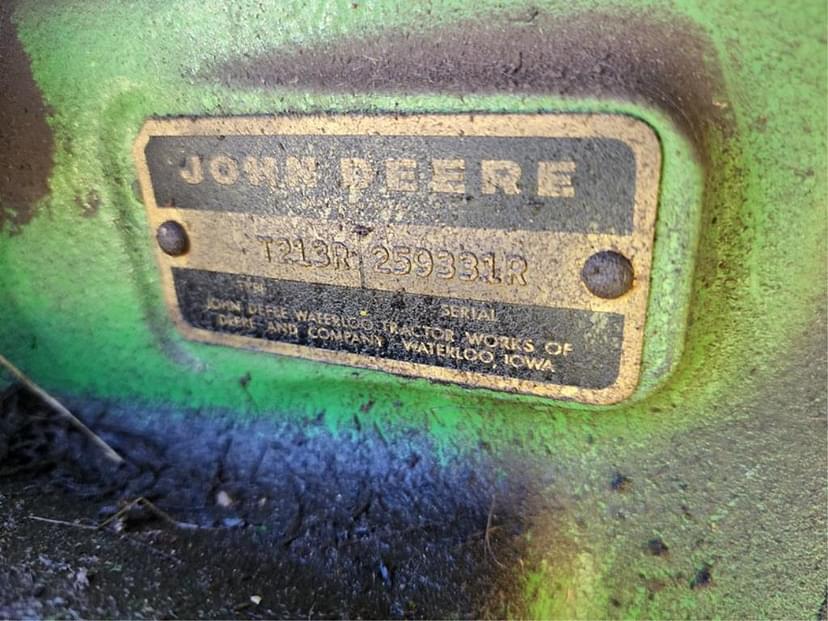 JOHN DEERE
T213R 259331R
SERIAL
JOHN DEERE WATERLOO TRACTOR WORKS OF
DEERE AND COMPANY WATERLOO, IOWA